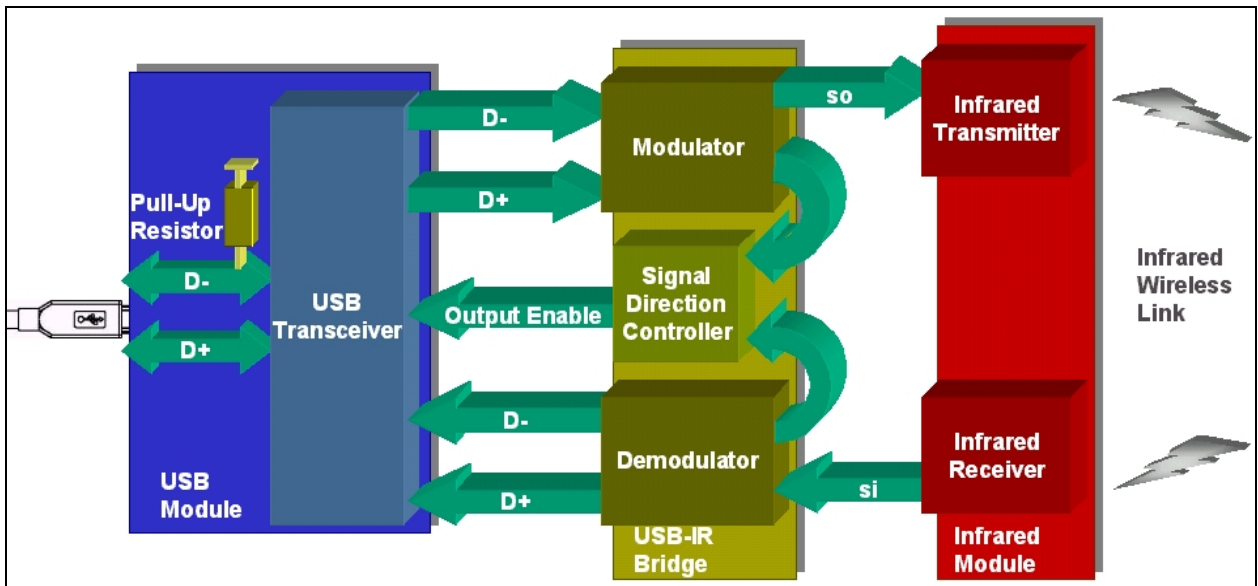 Pull-Up
Resistor
D-
D+
USB
Module
USB
Transceiver
D-
D+
Output Enable
D-
D+
Modulator
Signal
Direction
Controller
Demodulator
USB-IR
Bridge
so
si
Infrared
Transmitter
Infrared
Receiver
Infrared
Module
Infrared
Wireless
Link